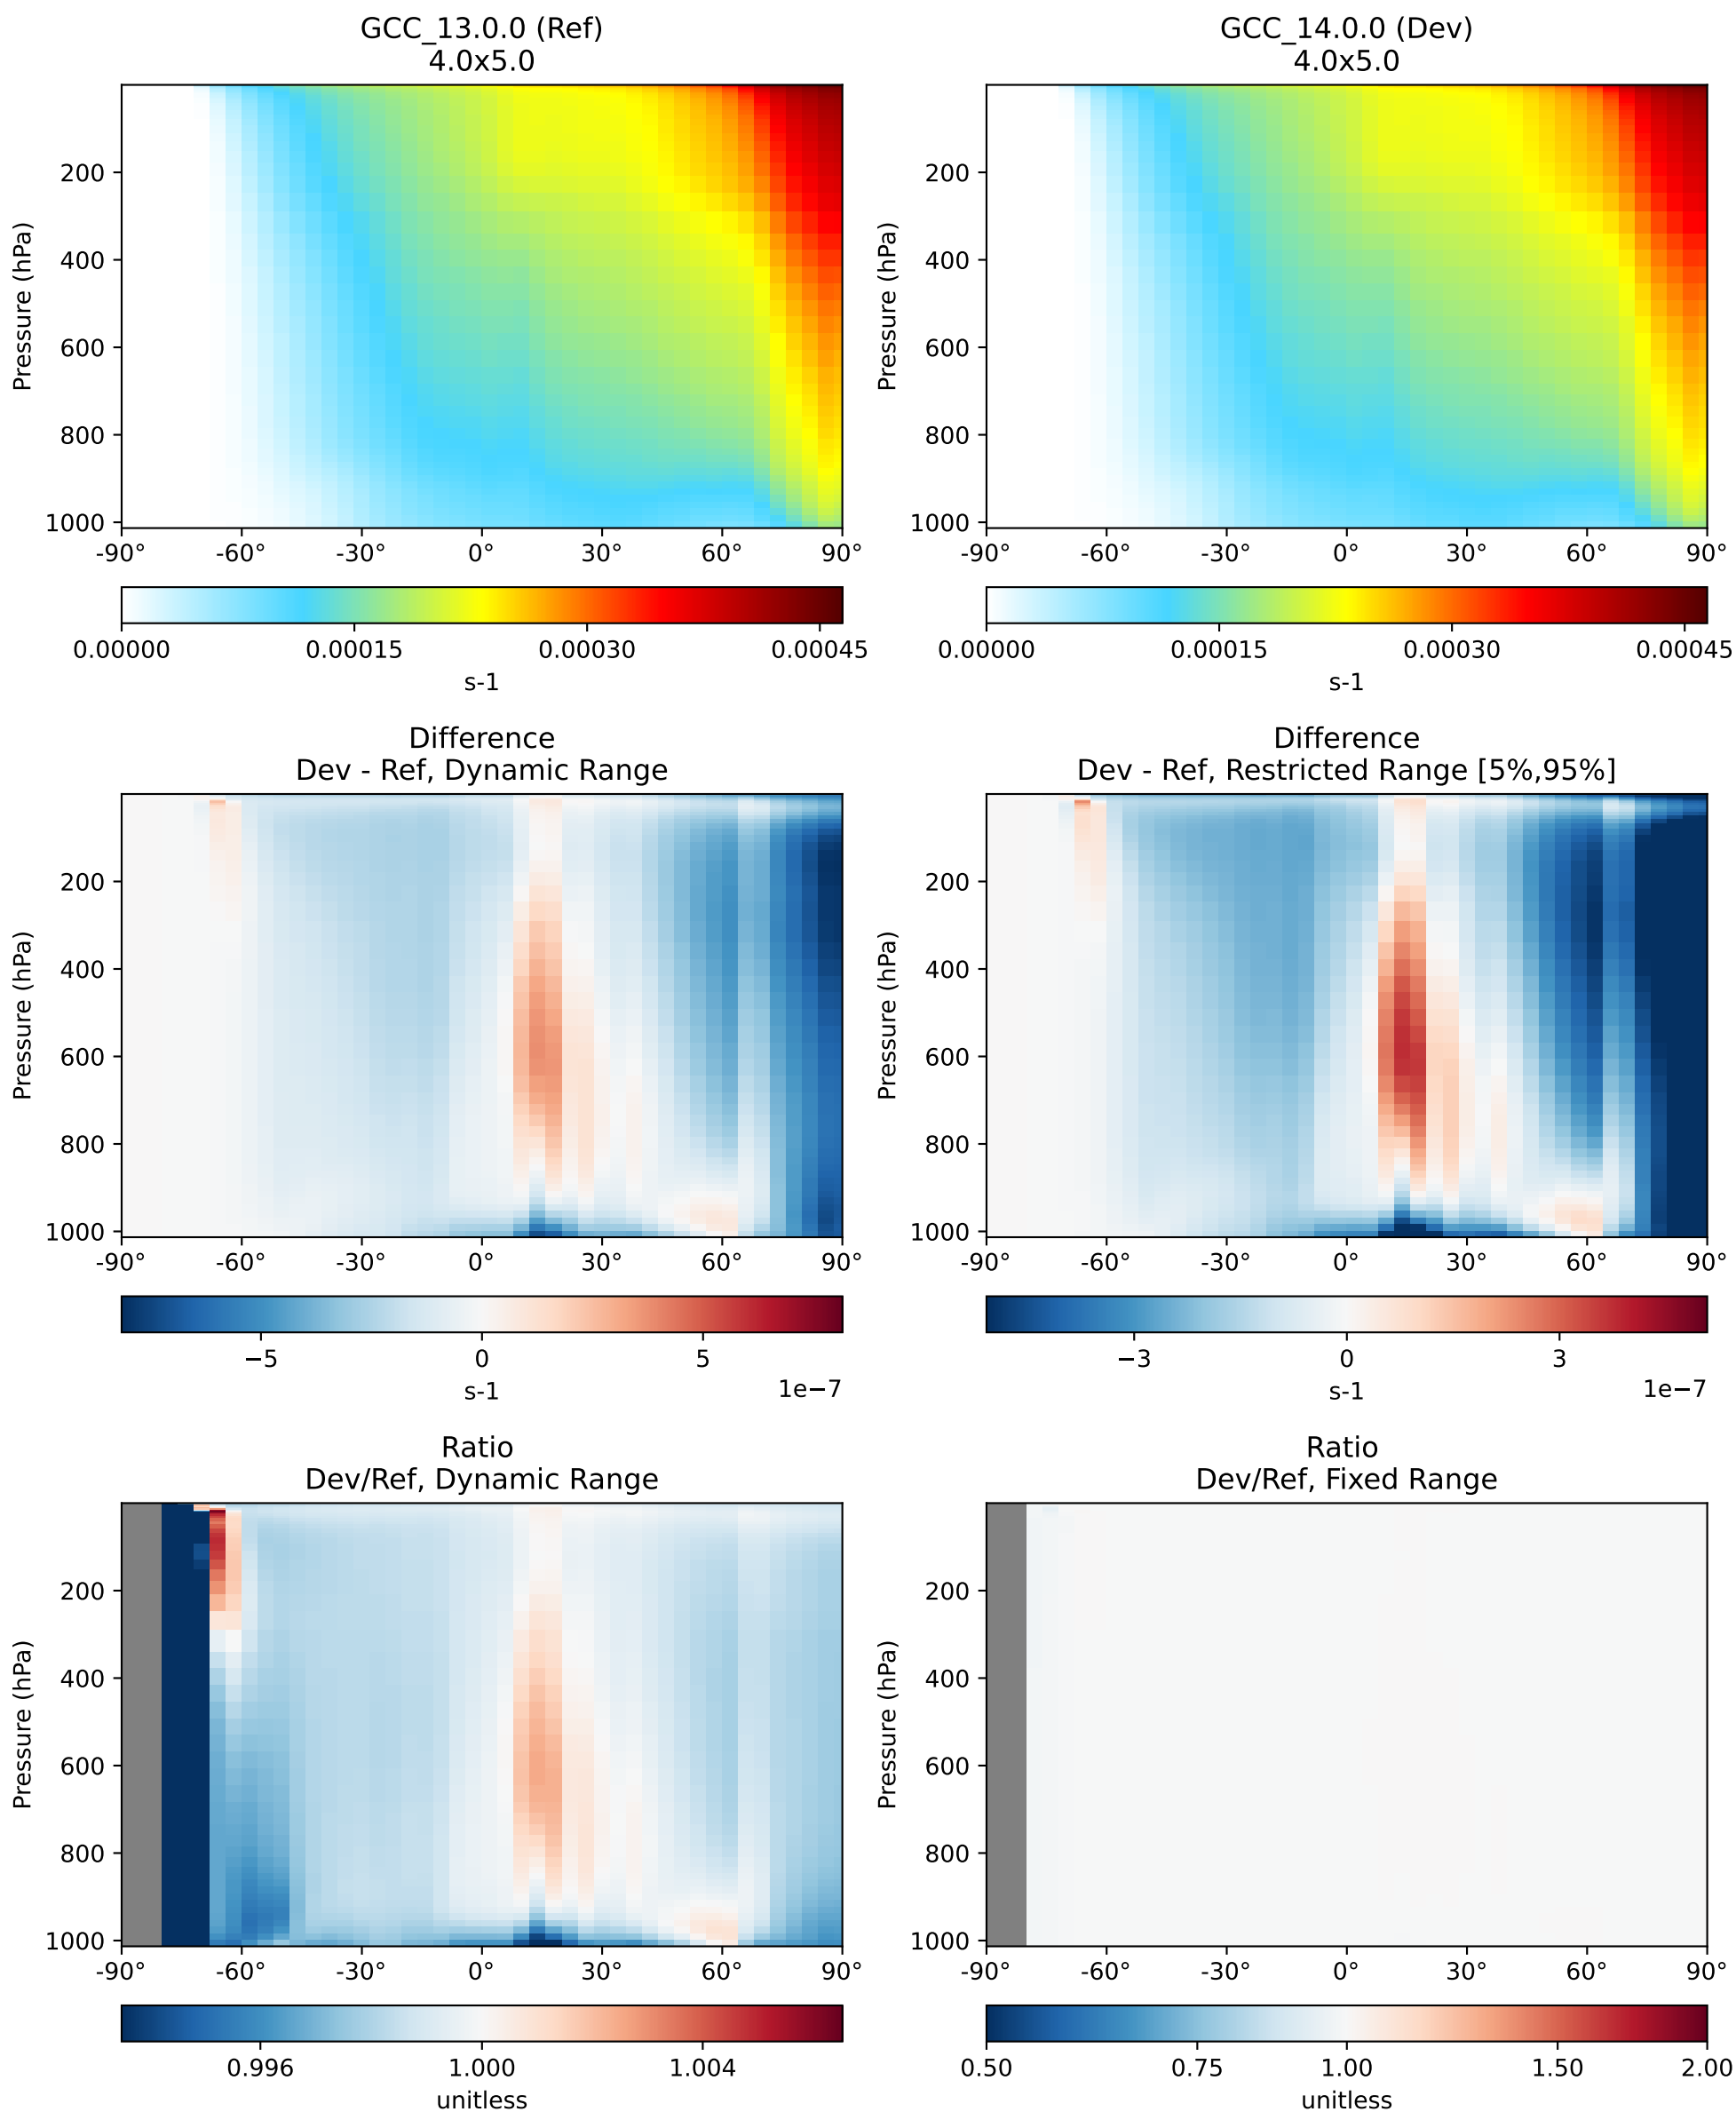 GCC_13.0.0 (Ref)
4.0x5.0
Pressure (hPa)
200
400
600
800
1000
-90° -60° -30° 0° 30° 60° 90°
0.00000 0.00015 0.00030 0.00045
s-1
GCC_14.0.0 (Dev)
4.0x5.0
Pressure (hPa)
200
400
600
800
1000
-90° -60° -30° 0° 30° 60° 90°
0.00000 0.00015 0.00030 0.00045
s-1
Difference
Dev - Ref, Dynamic Range
Pressure (hPa)
200
400
600
800
1000
-90° -60° -30° 0° 30° 60° 90°
−5 0 5
s-1 1e−7
Difference
Dev - Ref, Restricted Range [5%,95%]
Pressure (hPa)
200
400
600
800
1000
-90° -60° -30° 0° 30° 60° 90°
−3 0 3
s-1 1e−7
Ratio
Dev/Ref, Dynamic Range
Pressure (hPa)
200
400
600
800
1000
-90° -60° -30° 0° 30° 60° 90°
0.996 1.000 1.004
unitless
Ratio
Dev/Ref, Fixed Range
Pressure (hPa)
200
400
600
800
1000
-90° -60° -30° 0° 30° 60° 90°
0.50 0.75 1.00 1.50 2.00
unitless